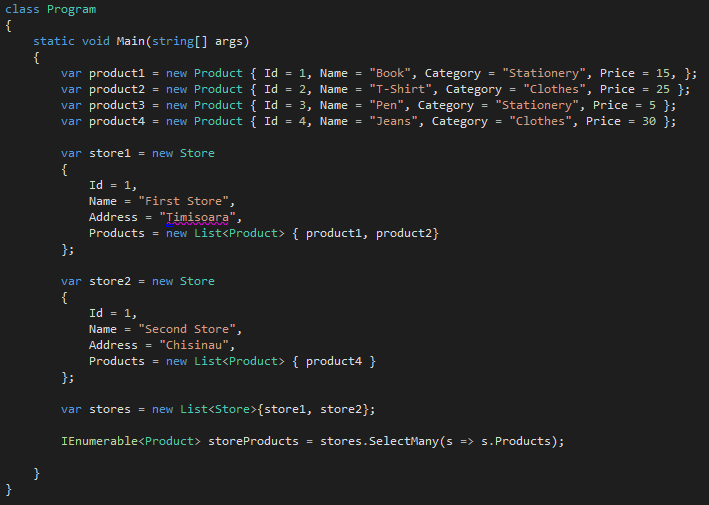 class Program
{
    static void Main(string[] args)
    {
        var product1 = new Product { Id = 1, Name = "Book", Category = "Stationery", Price = 15, };
        var product2 = new Product { Id = 2, Name = "T-Shirt", Category = "Clothes", Price = 25 };
        var product3 = new Product { Id = 3, Name = "Pen", Category = "Stationery", Price = 5 };
        var product4 = new Product { Id = 4, Name = "Jeans", Category = "Clothes", Price = 30 };

        var store1 = new Store
        {
            Id = 1,
            Name = "First Store",
            Address = "Timisoara",
            Products = new List<Product> { product1, product2}
        };

        var store2 = new Store
        {
            Id = 1,
            Name = "Second Store",
            Address = "Chisinau",
            Products = new List<Product> { product4 }
        };

        var stores = new List<Store>{store1, store2};

        IEnumerable<Product> storeProducts = stores.SelectMany(s => s.Products);

    }
}